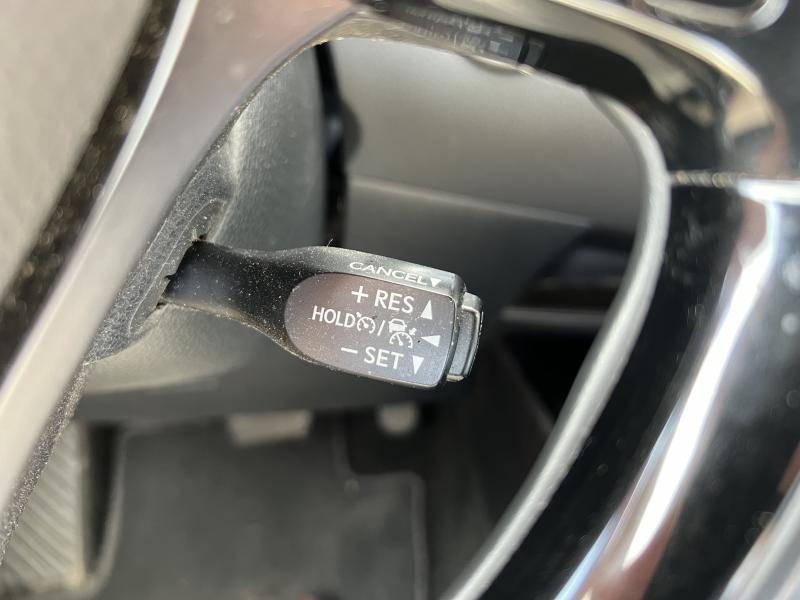 CANCEL▼
+ RES ▲
HOLD / ◀
− SET ▼